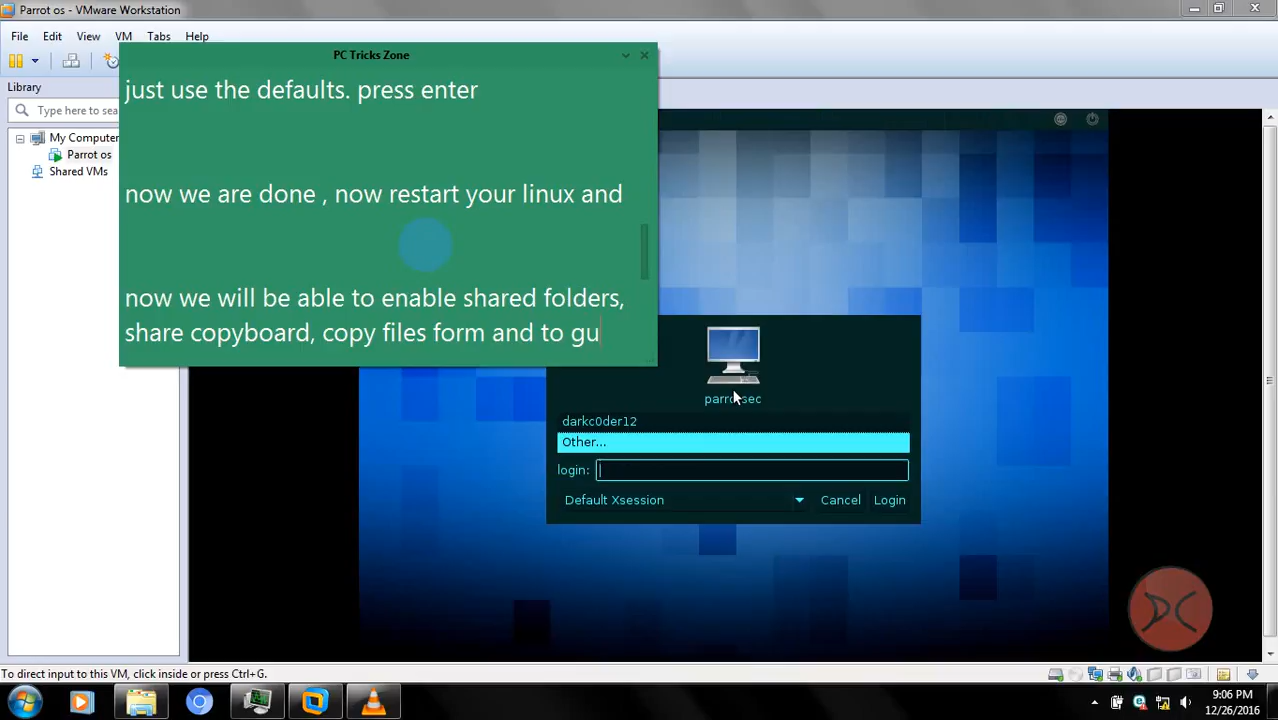 Parrot os - VMware Workstation
File Edit View VM Tabs Help
PC Tricks Zone
just use the defaults. press enter
now we are done , now restart your linux and
now we will be able to enable shared folders,
share copyboard, copy files form and to gu
Library
Type here to sea
My Computer
Parrot os
Shared VMs
darkc0der12
Other...
login:
Default Xsession Cancel Login
DC
To direct input to this VM, click inside or press Ctrl+G.
9:06 PM
12/26/2016